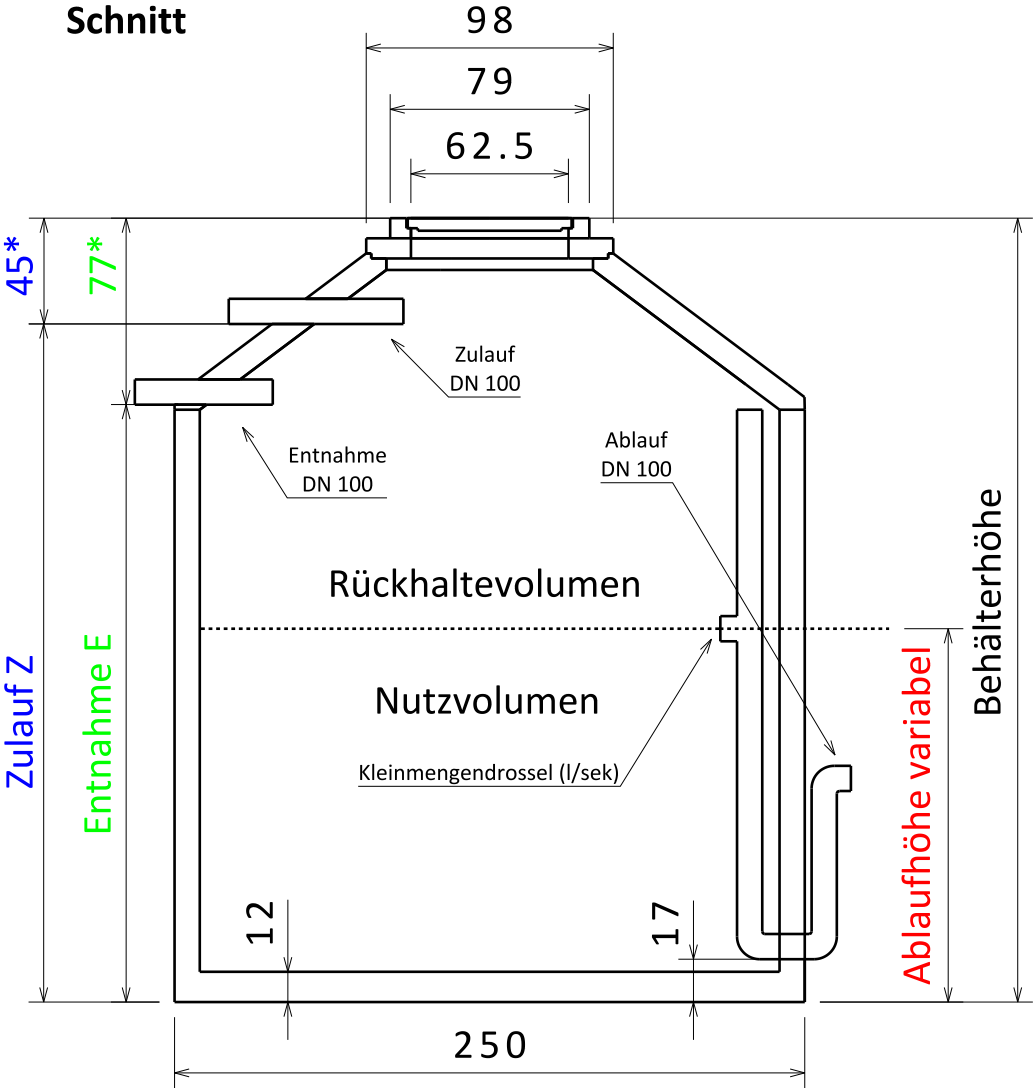 Schnitt
98
79
62.5
45*
77*
Zulauf
DN 100
Entnahme
DN 100
Ablauf
DN 100
Rückhaltevolumen
Nutzvolumen
Kleinmengendrossel (l/sek)
Zulauf Z
Entnahme E
Behälterhöhe
Ablaufhöhe variabel
12
17
250